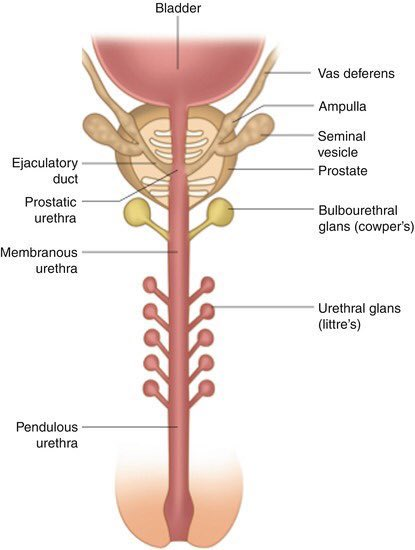 Bladder
Vas deferens
Ampulla
Seminal
vesicle
Prostate
Ejaculatory
duct
Prostatic
urethra
Bulbourethral
glans (cowper's)
Membranous
urethra
Urethral glans
(littre's)
Pendulous
urethra